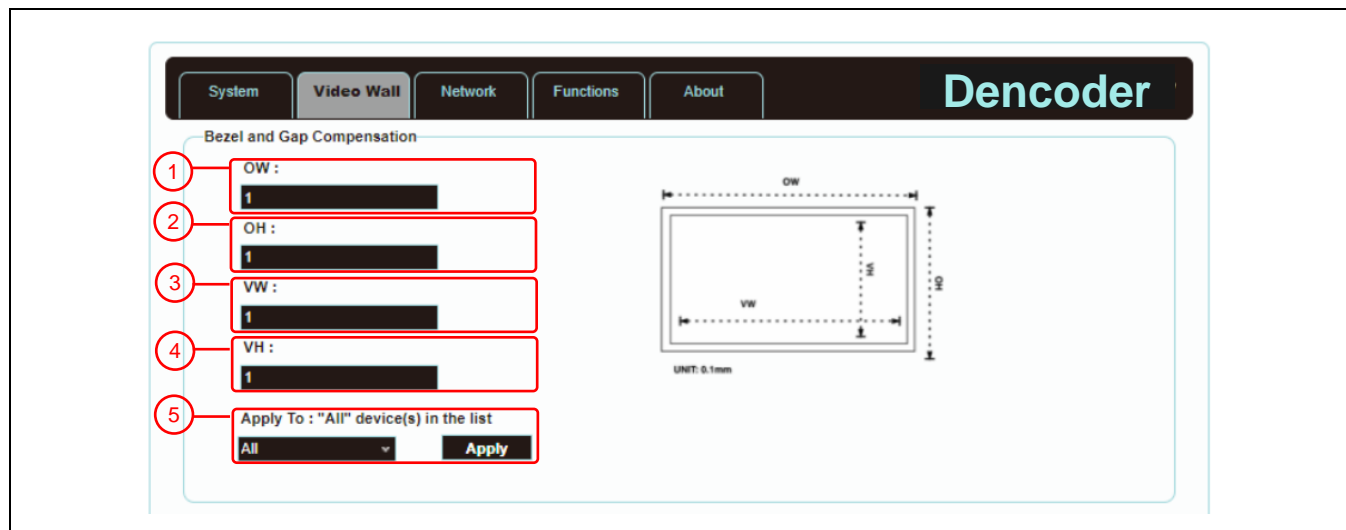 System
Video Wall
Network
Functions
About
Dencoder
Bezel and Gap Compensation
1
OW :
1
2
OH :
1
3
VW :
1
4
VH :
1
5
Apply To : "All" device(s) in the list
All
Apply
OW
VH
OH
VW
UNIT: 0.1mm